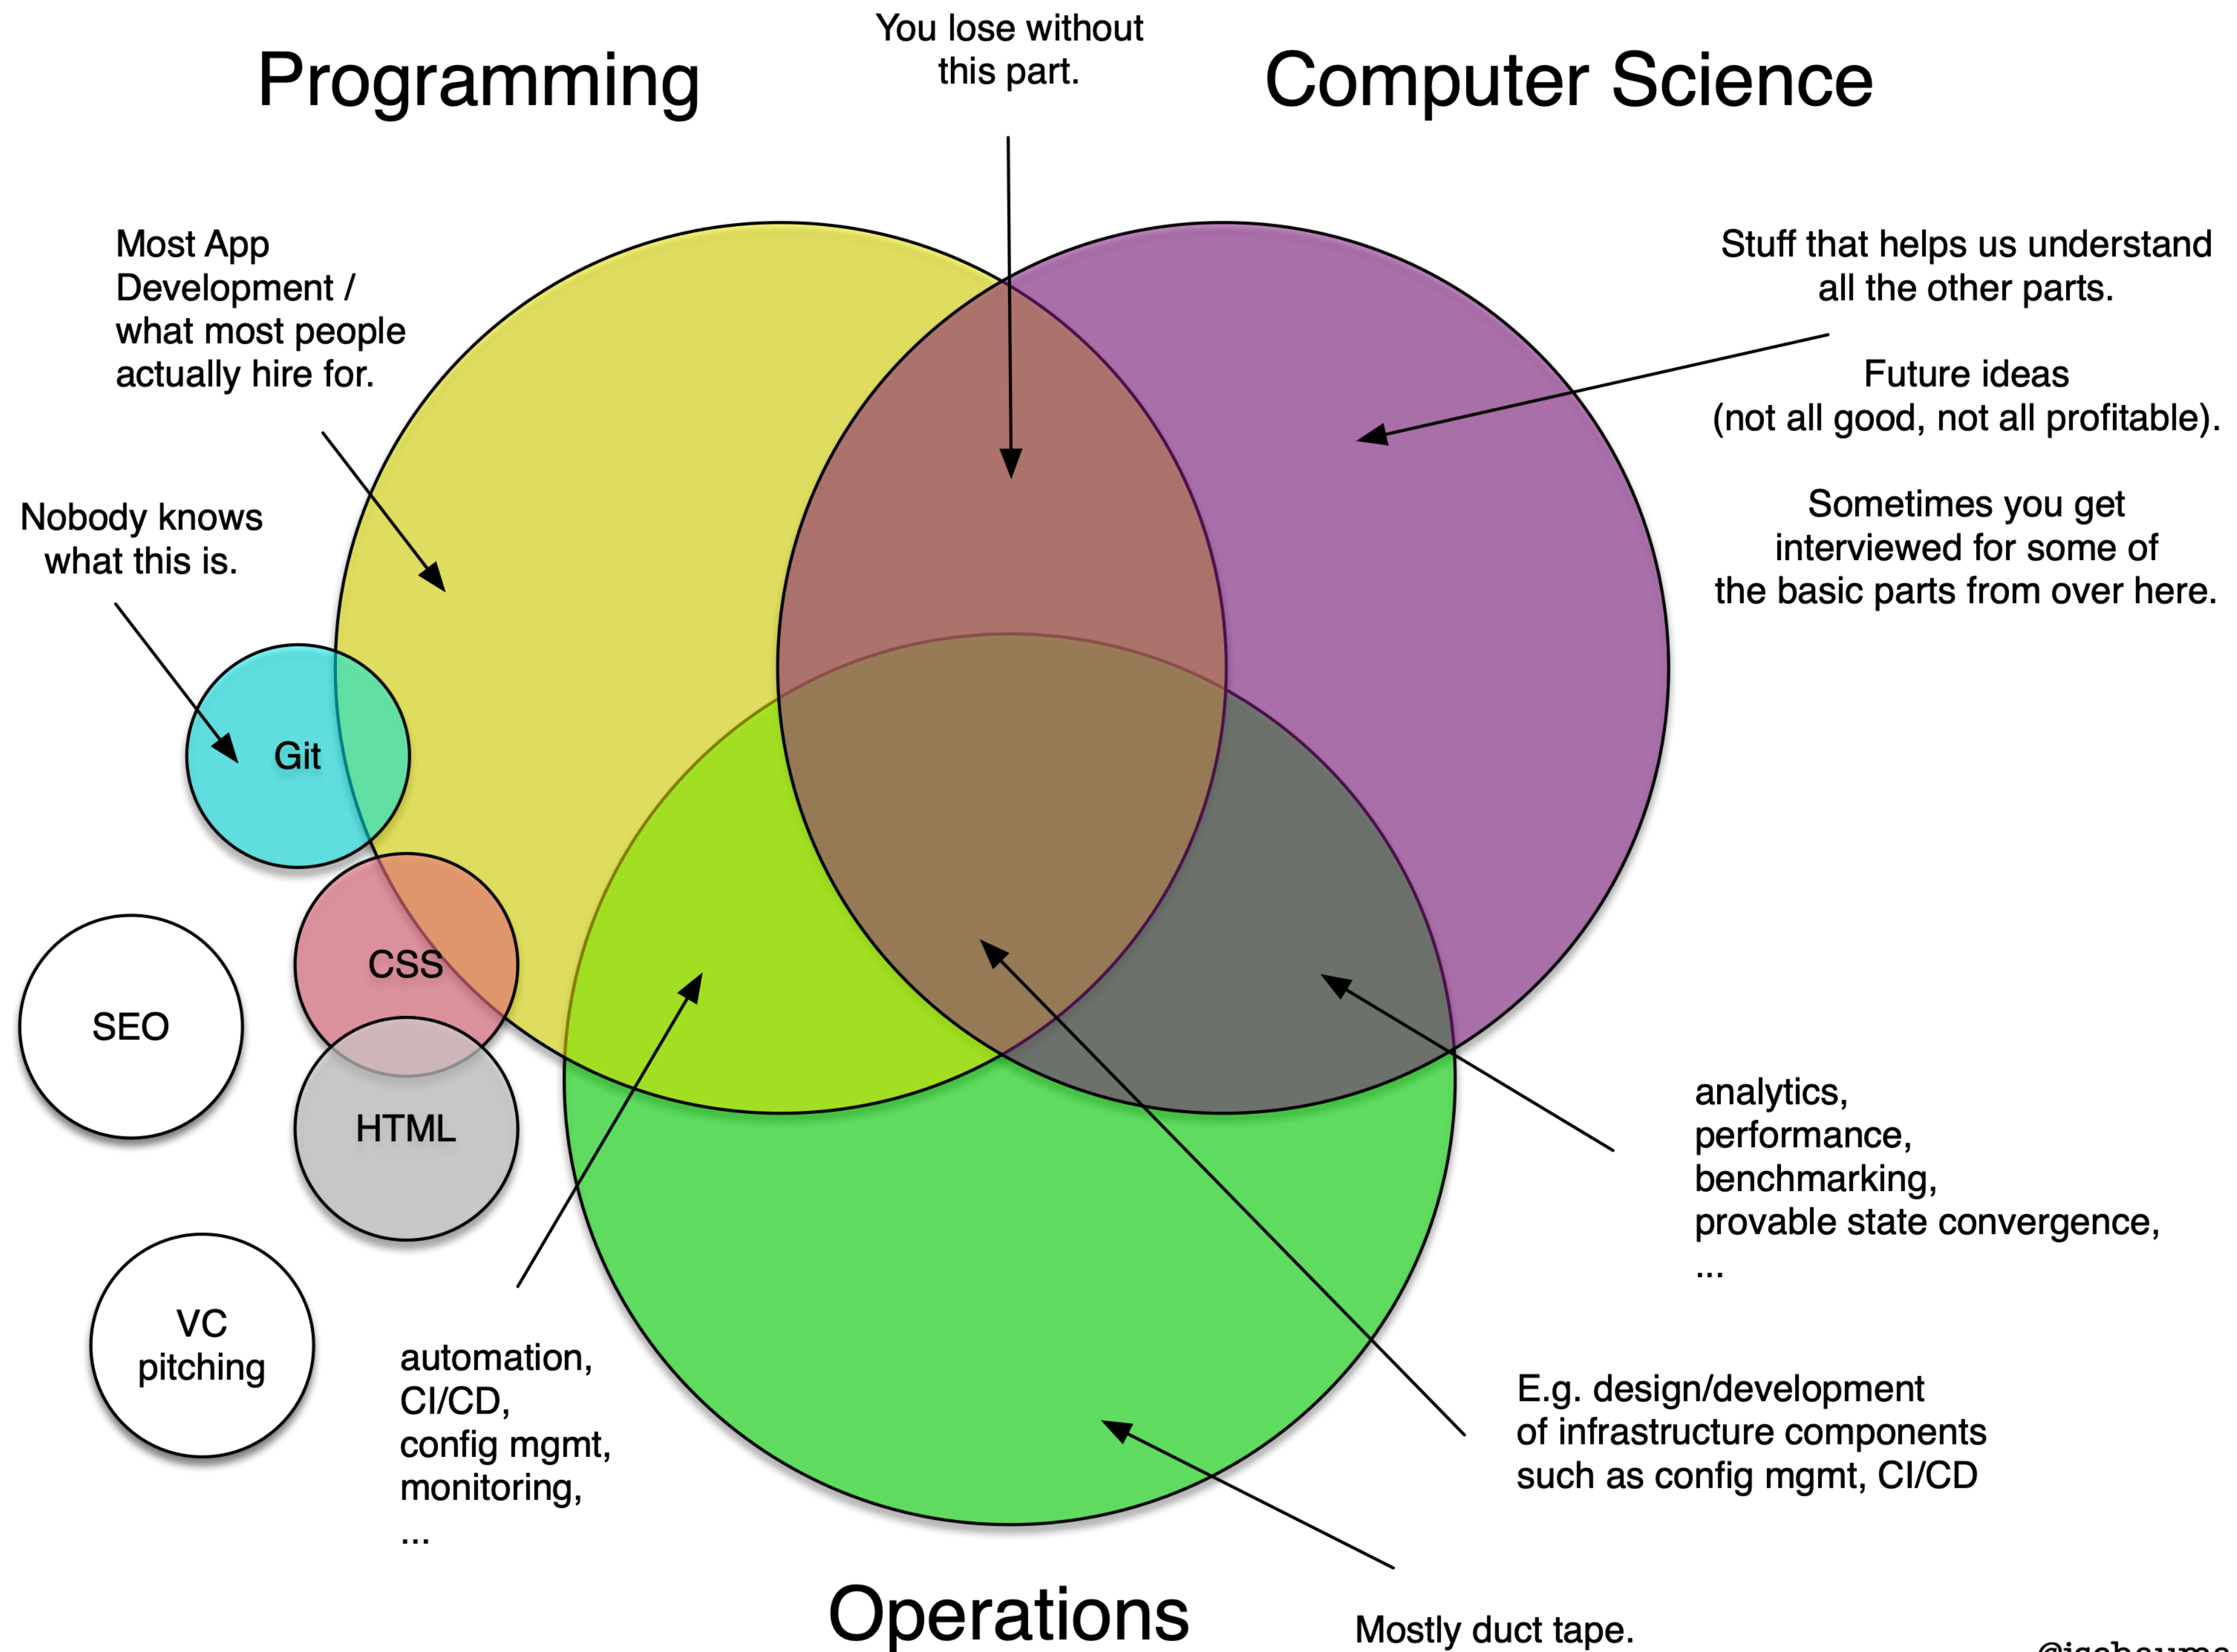 You lose without
this part.
Programming
Computer Science
Most App
Development /
what most people
actually hire for.
Stuff that helps us understand
all the other parts.
Future ideas
(not all good, not all profitable).
Sometimes you get
interviewed for some of
the basic parts from over here.
Nobody knows
what this is.
Git
CSS
SEO
HTML
VC
pitching
automation,
CI/CD,
config mgmt,
monitoring,
...
analytics,
performance,
benchmarking,
provable state convergence,
...
E.g. design/development
of infrastructure components
such as config mgmt, CI/CD
Operations
Mostly duct tape.